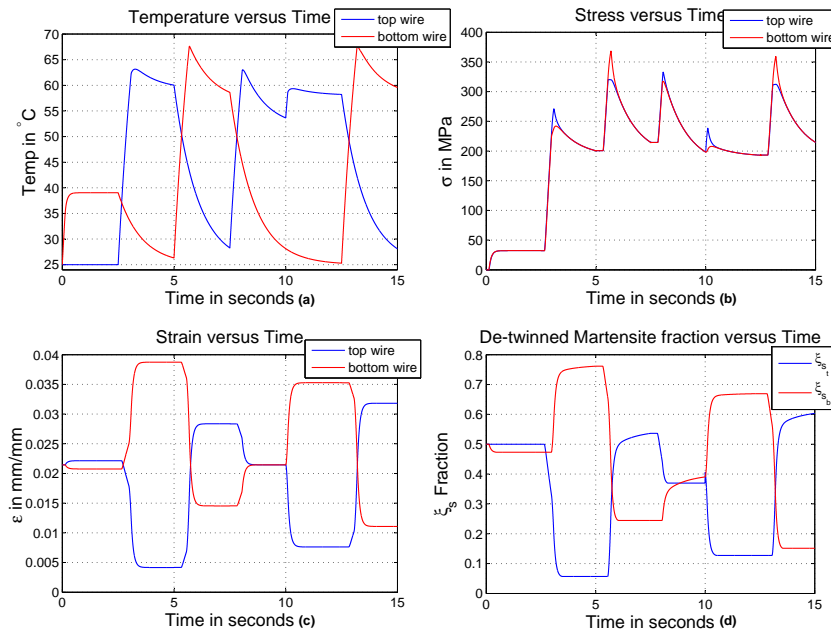 Temperature versus Time
top wire
bottom wire
70
65
60
55
50
45
40
35
30
25
Temp in °C
0 5 10 15
Time in seconds (a)
Stress versus Time
top wire
bottom wire
400
350
300
250
200
150
100
50
0
σ in MPa
0 5 10 15
Time in seconds (b)
Strain versus Time
top wire
bottom wire
0.04
0.035
0.03
0.025
0.02
0.015
0.01
0.005
0
ε in mm/mm
0 5 10 15
Time in seconds (c)
De-twinned Martensite fraction versus Time
ξ_{s_t}
ξ_{s_b}
0.8
0.7
0.6
0.5
0.4
0.3
0.2
0.1
0
ξ_s Fraction
0 5 10 15
Time in seconds (d)